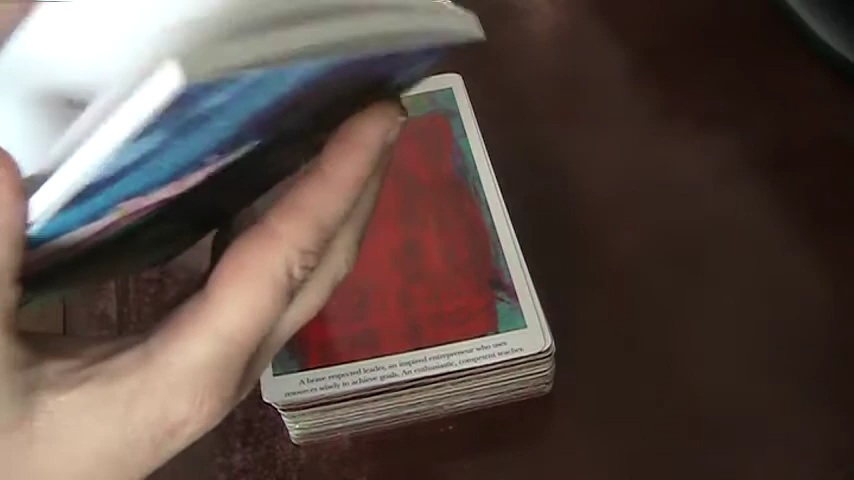 A brave respected leader, an inspired entrepreneur who uses
resources wisely to achieve goals. An enthusiastic, competent teacher.